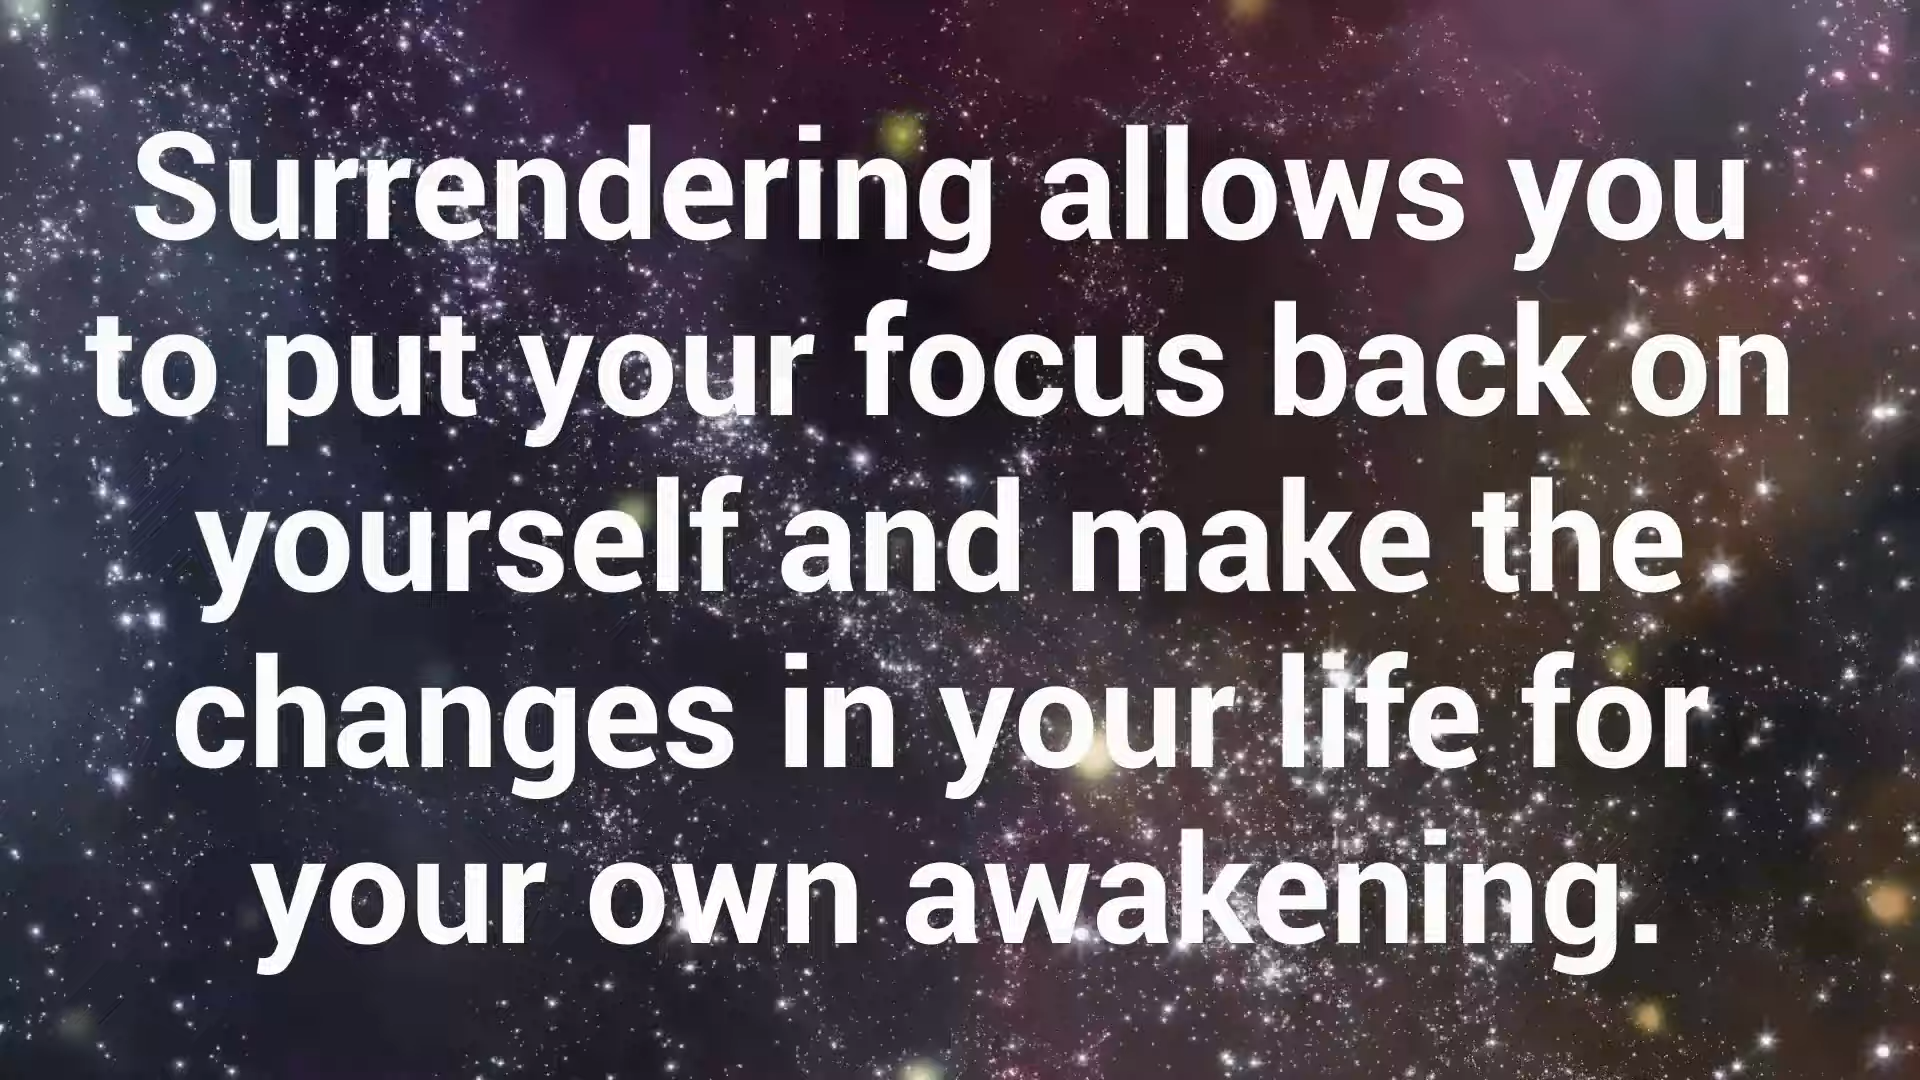 Surrendering allows you
to put your focus back on
yourself and make the
changes in your life for
your own awakening.